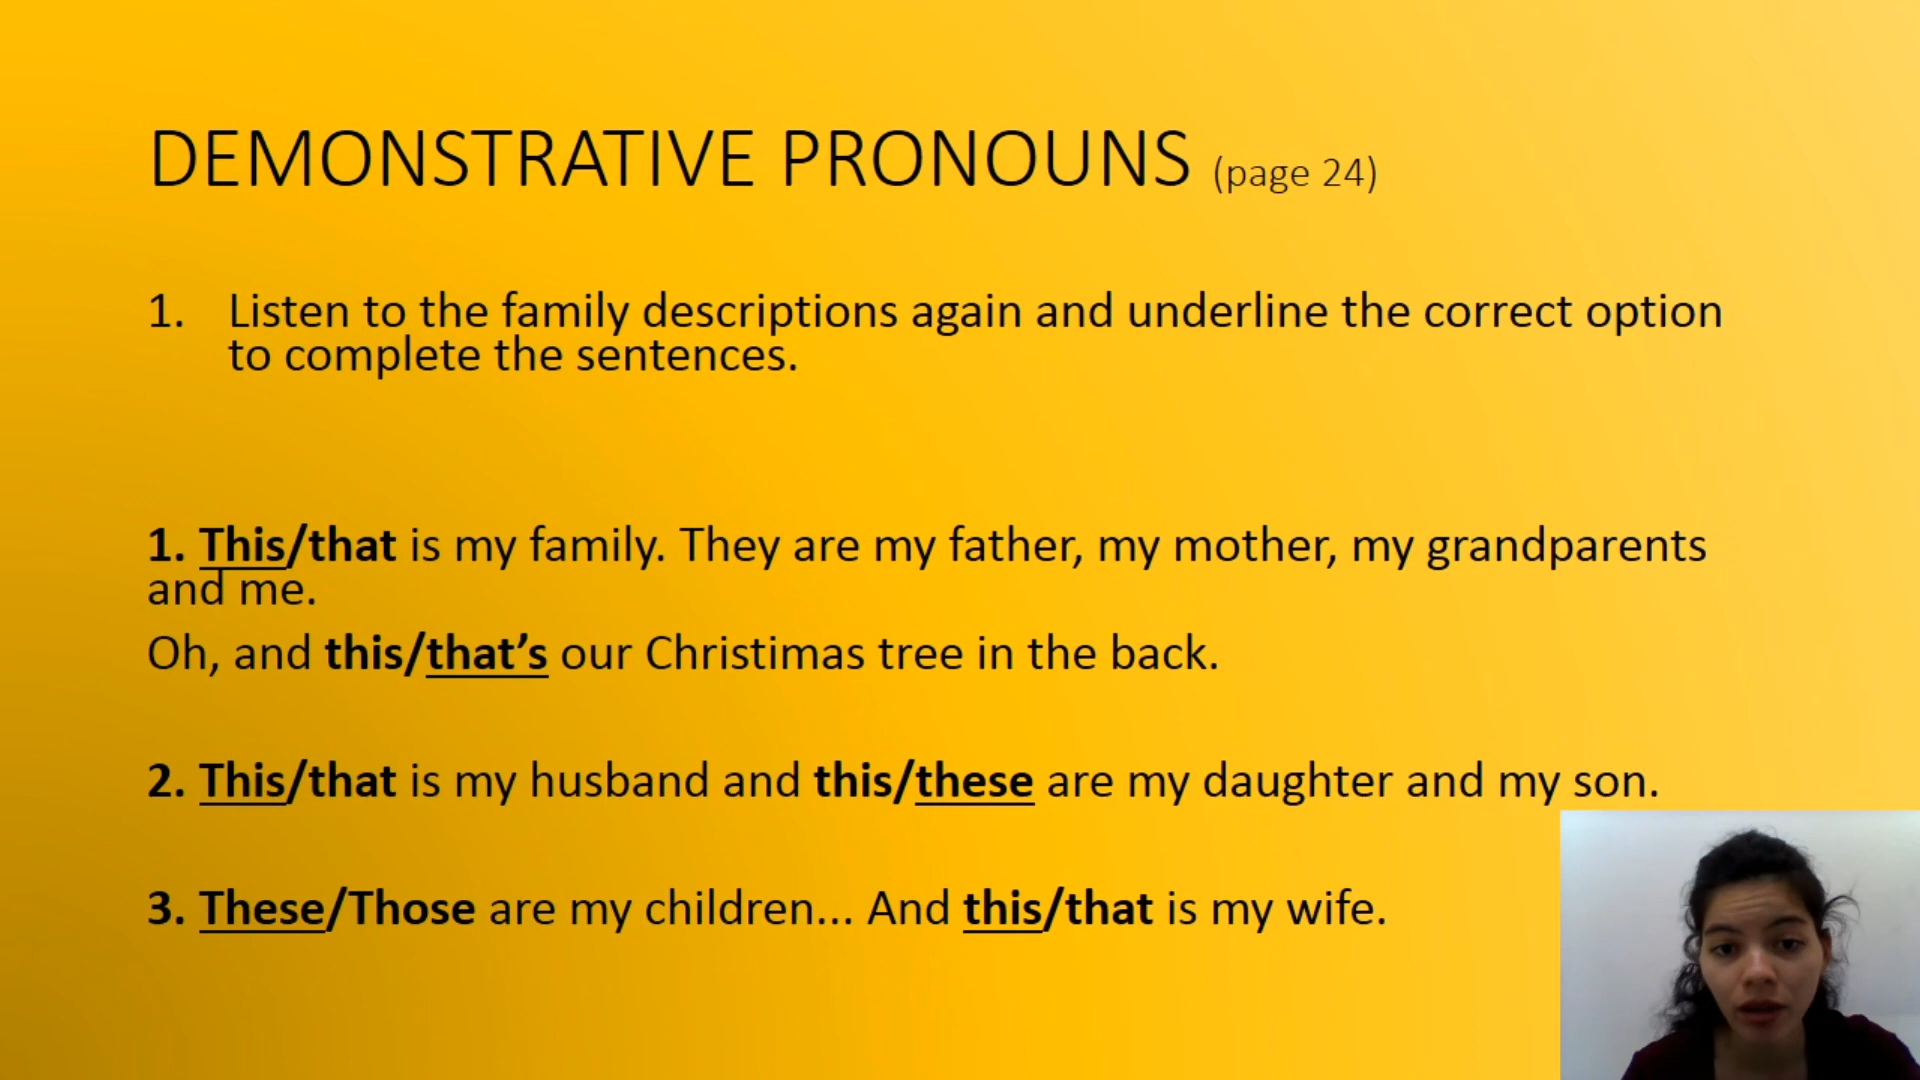 DEMONSTRATIVE PRONOUNS (page 24)
1. Listen to the family descriptions again and underline the correct option
to complete the sentences.
1. This/that is my family. They are my father, my mother, my grandparents
and me.
Oh, and this/that’s our Christimas tree in the back.
2. This/that is my husband and this/these are my daughter and my son.
3. These/Those are my children... And this/that is my wife.